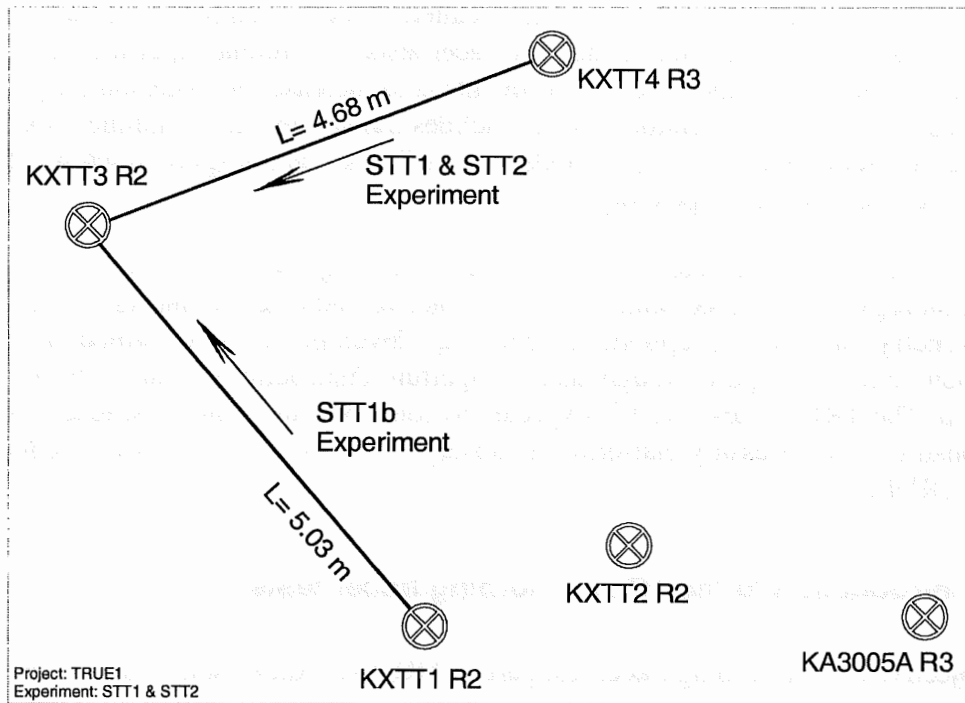 KXTT4 R3
L= 4.68 m
STT1 & STT2
Experiment
KXTT3 R2
STT1b
Experiment
L= 5.03 m
KXTT2 R2
KXTT1 R2
KA3005A R3
Project: TRUE1
Experiment: STT1 & STT2